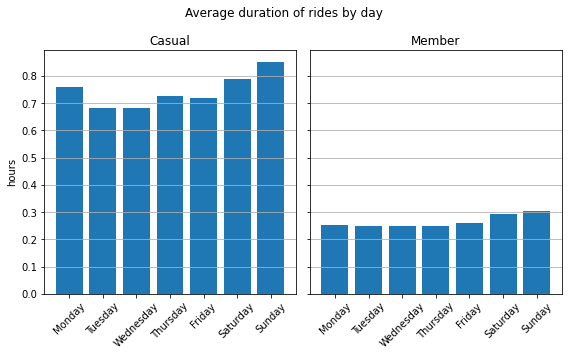 Average duration of rides by day
Casual
Member
hours
0.8
0.7
0.6
0.5
0.4
0.3
0.2
0.1
0.0
Monday
Tuesday
Wednesday
Thursday
Friday
Saturday
Sunday
Monday
Tuesday
Wednesday
Thursday
Friday
Saturday
Sunday